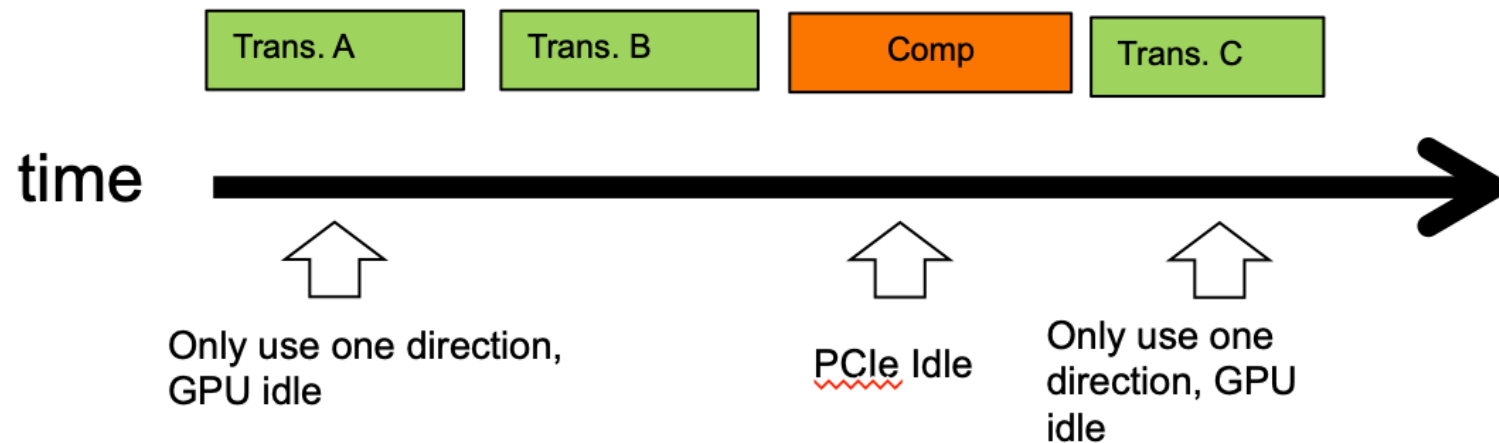 Trans. A
Trans. B
Comp
Trans. C
time
Only use one direction,
GPU idle
PCIe Idle
Only use one
direction, GPU
idle